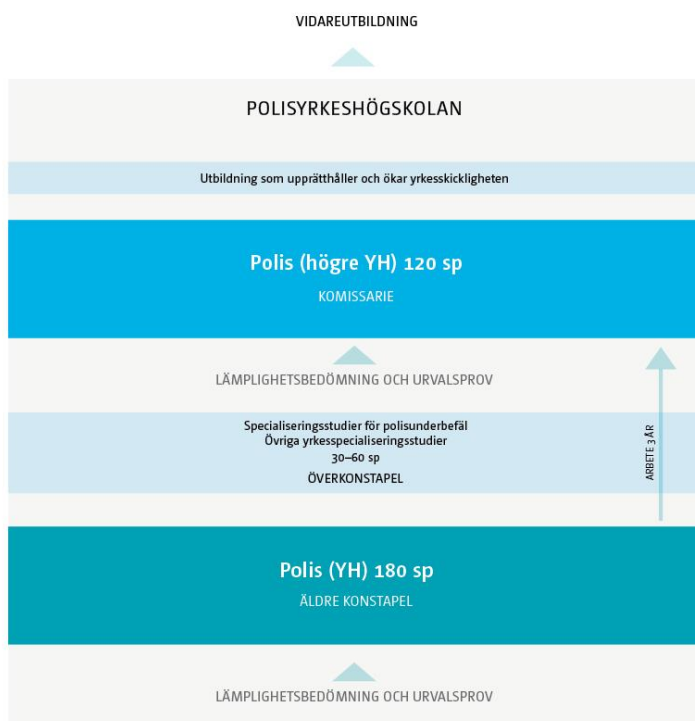 VIDAREUTBILDNING
POLISYRKESHÖGSKOLAN
Utbildning som upprätthåller och ökar yrkesskickligheten
Polis (högre YH) 120 sp
KOMISSARIE
LÄMPLIGHETSBEDÖMNING OCH URVALSPROV
Specialiseringsstudier för polisunderbefäl
Övriga yrkesspecialiseringsstudier
30–60 sp
ÖVERKONSTAPEL
ARBETE 3 ÅR
Polis (YH) 180 sp
ÄLDRE KONSTAPEL
LÄMPLIGHETSBEDÖMNING OCH URVALSPROV